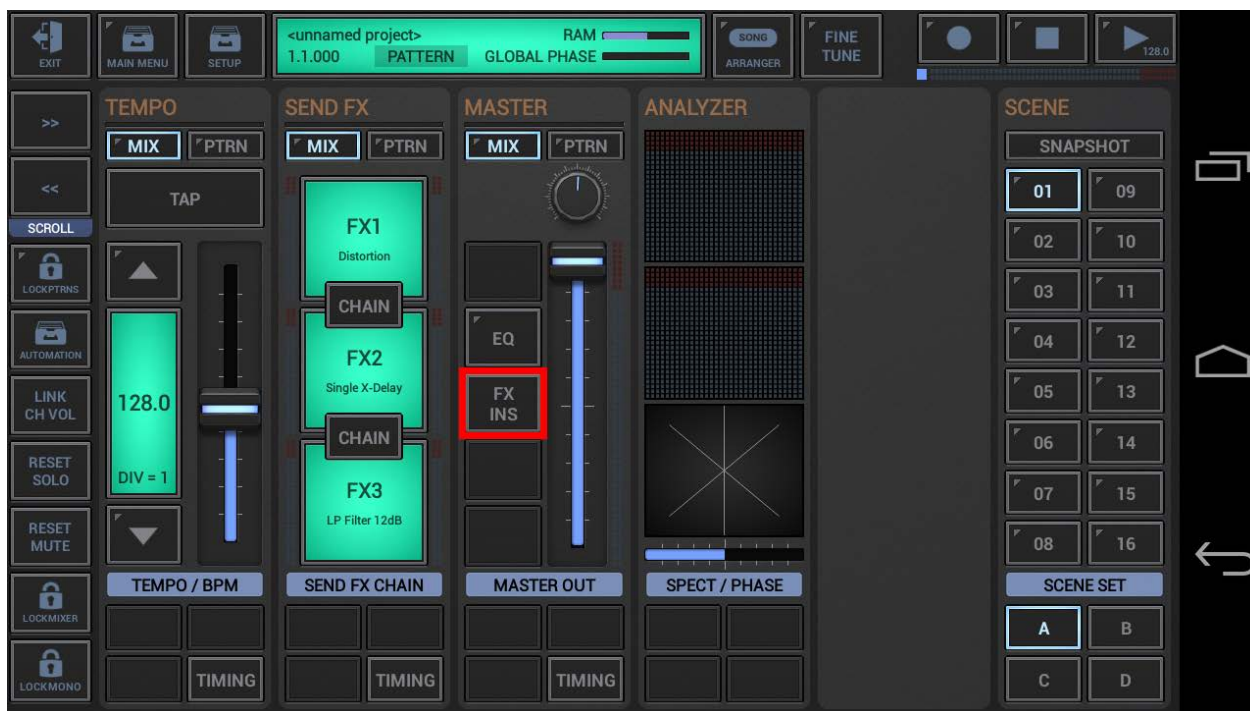 EXIT
MAIN MENU
SETUP
<unnamed project>
RAM
1.1.000
PATTERN
GLOBAL PHASE
SONG
ARRANGER
FINE
TUNE
128.0
>>
<<
SCROLL
LOCKPTRNS
AUTOMATION
LINK
CH VOL
RESET
SOLO
RESET
MUTE
LOCKMIXER
LOCKMONO
TEMPO
MIX
PTRN
TAP
128.0
DIV = 1
TEMPO / BPM
TIMING
SEND FX
MIX
PTRN
FX1
Distortion
CHAIN
FX2
Single X-Delay
CHAIN
FX3
LP Filter 12dB
SEND FX CHAIN
TIMING
MASTER
MIX
PTRN
EQ
FX
INS
MASTER OUT
TIMING
ANALYZER
SPECT / PHASE
SCENE
SNAPSHOT
01
09
02
10
03
11
04
12
05
13
06
14
07
15
08
16
SCENE SET
A
B
C
D